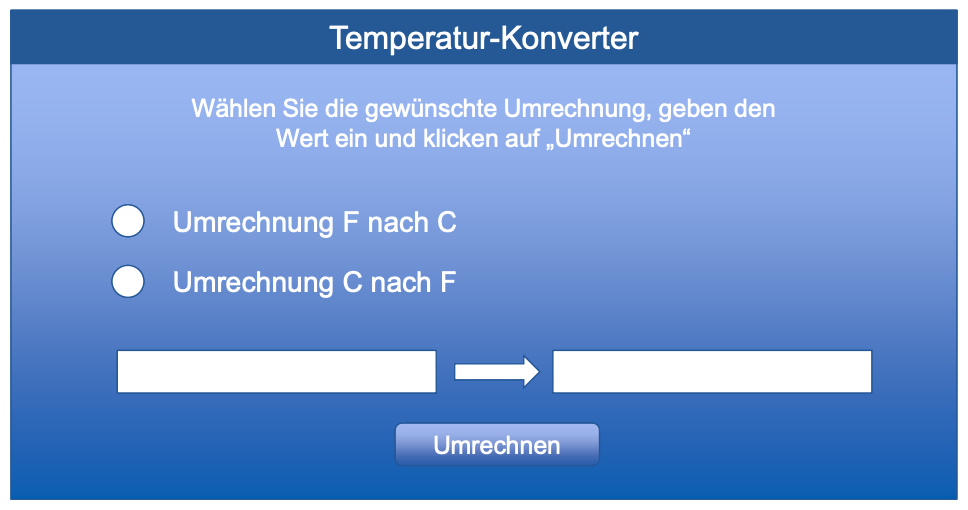 Temperatur-Konverter
Wählen Sie die gewünschte Umrechnung, geben den
Wert ein und klicken auf „Umrechnen“
Umrechnung F nach C
Umrechnung C nach F
Umrechnen